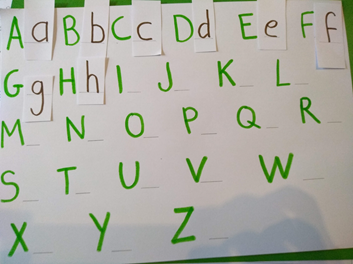 A a B b C c D d E e F f
G g H h I J K L
M N O P Q R
S T U V W
X Y Z